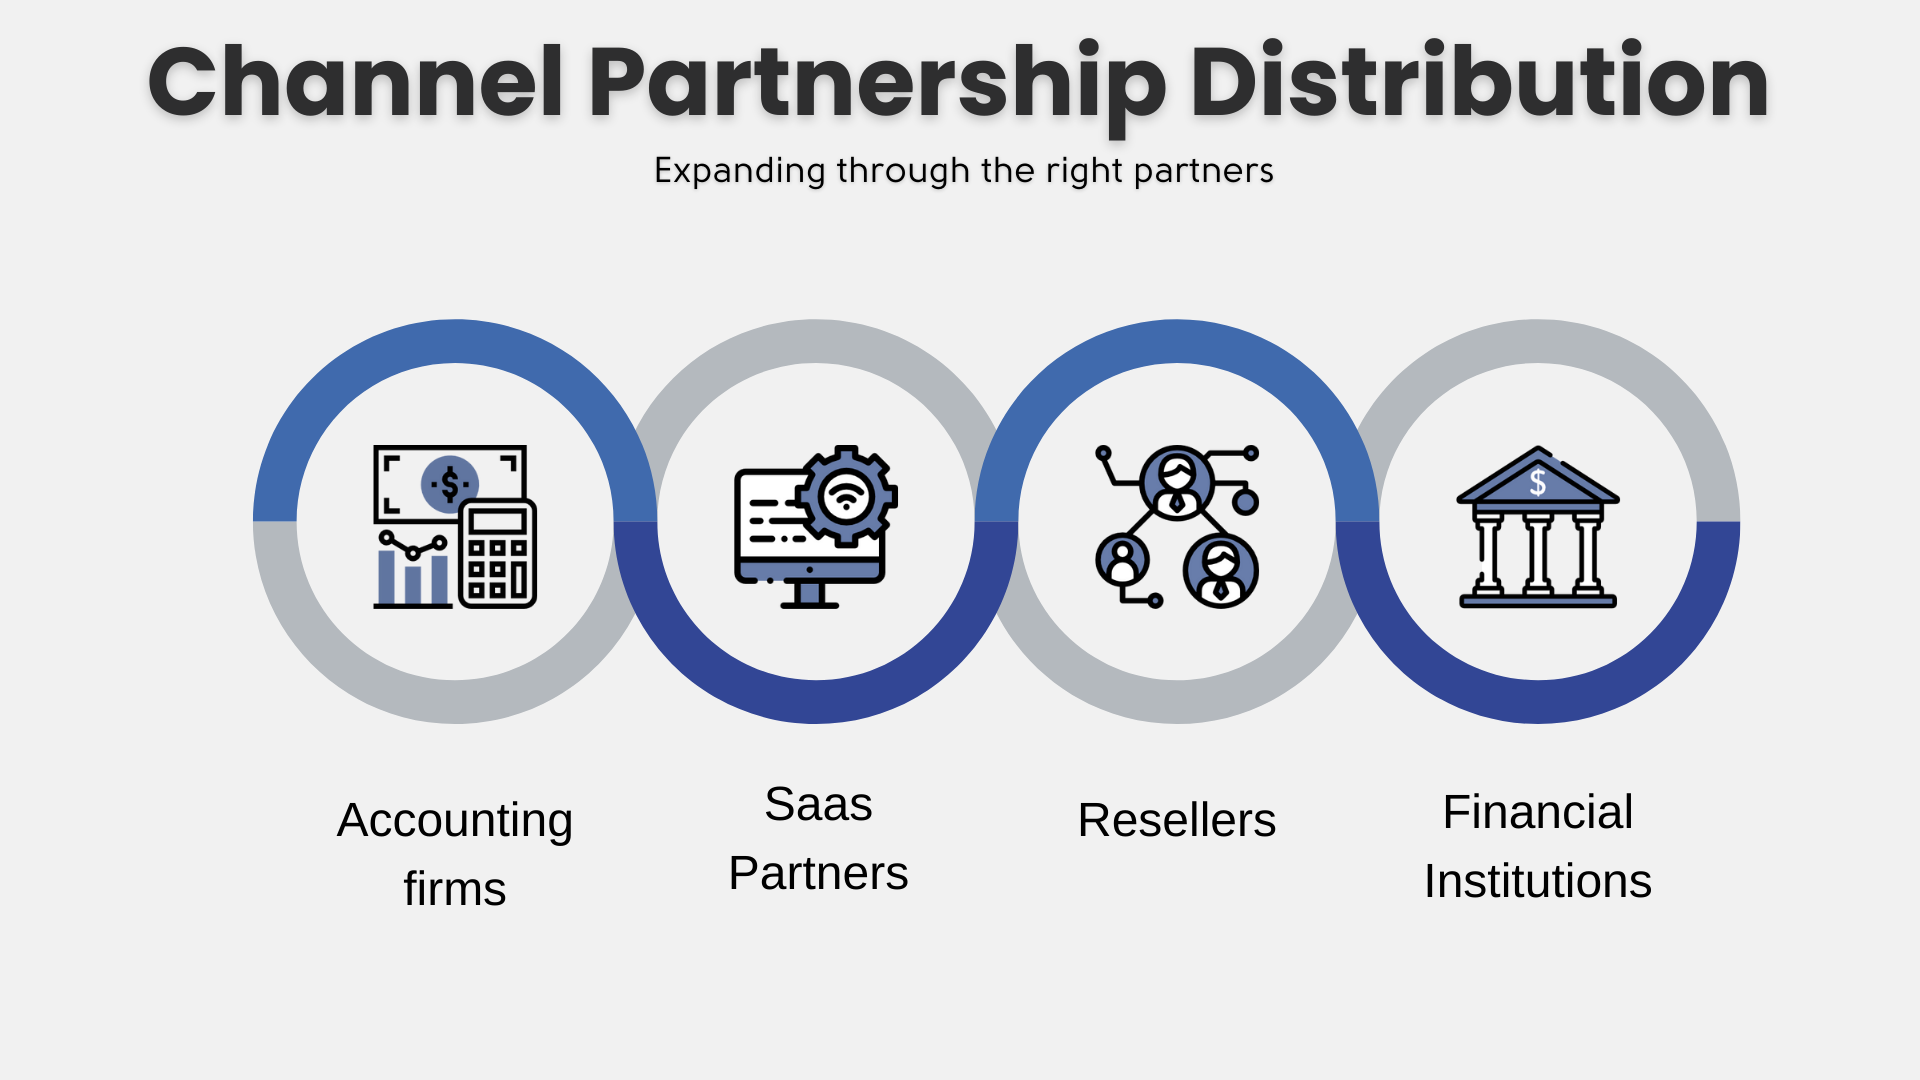 Channel Partnership Distribution
Expanding through the right partners
$
$
Accounting
firms
Saas
Partners
Resellers
Financial
Institutions